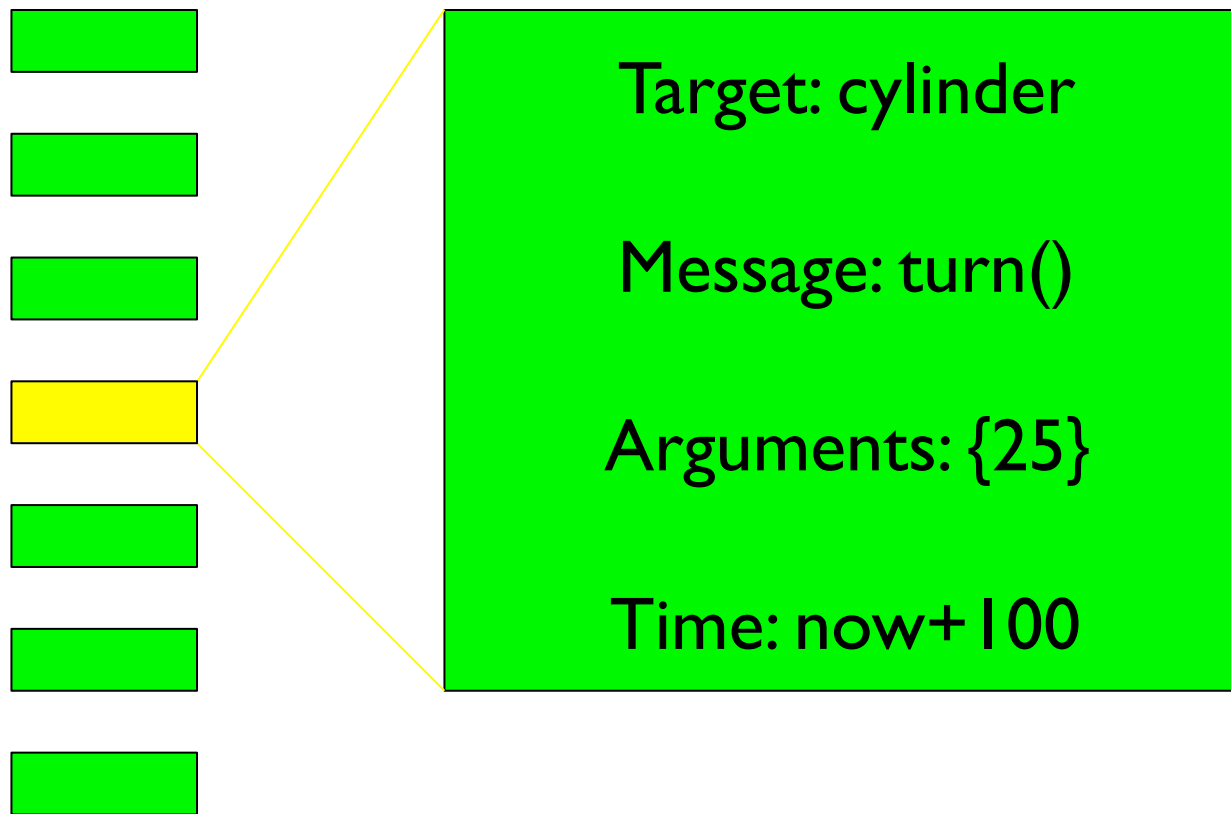 Target: cylinder
Message: turn()
Arguments: {25}
Time: now+100